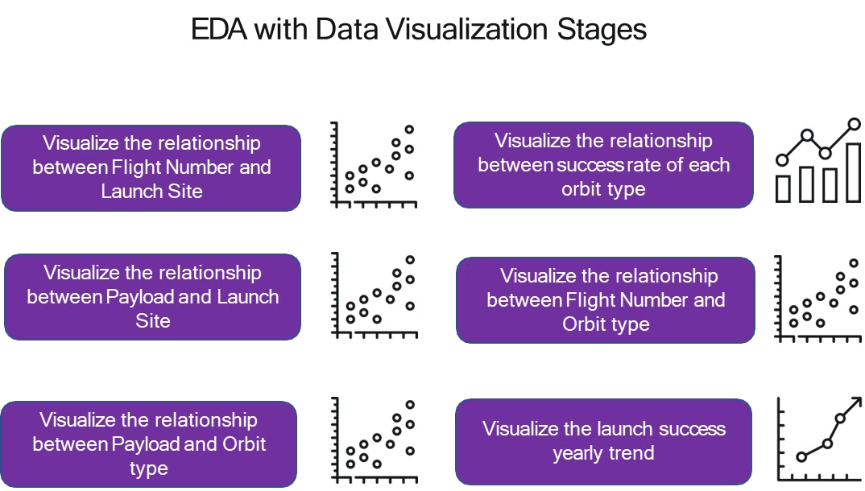 EDA with Data Visualization Stages
Visualize the relationship
between Flight Number and
Launch Site
Visualize the relationship
between success rate of each
orbit type
Visualize the relationship
between Payload and Launch
Site
Visualize the relationship
between Flight Number and
Orbit type
Visualize the relationship
between Payload and Orbit
type
Visualize the launch success
yearly trend